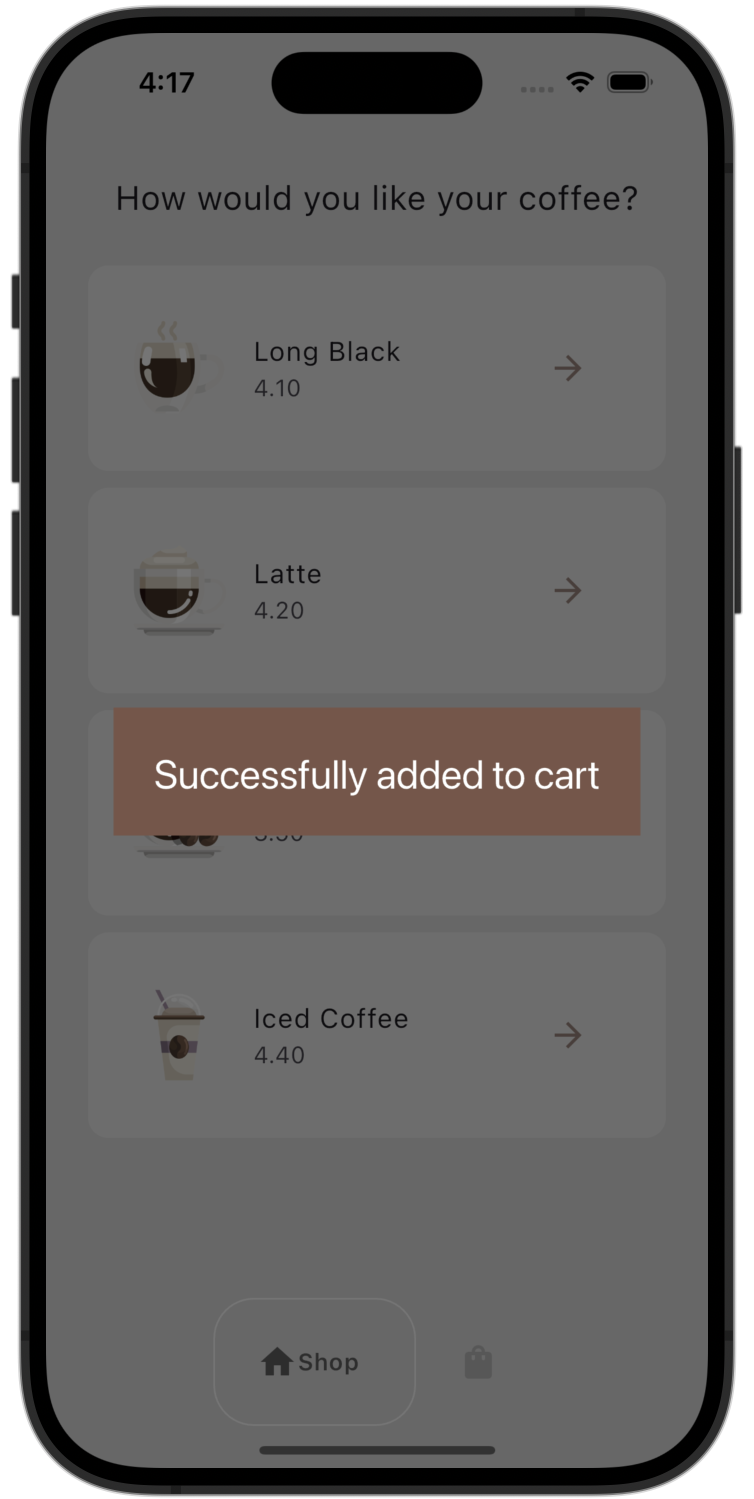 4:17
How would you like your coffee?
Long Black
4.10
Latte
4.20
Successfully added to cart
Iced Coffee
4.40
Shop